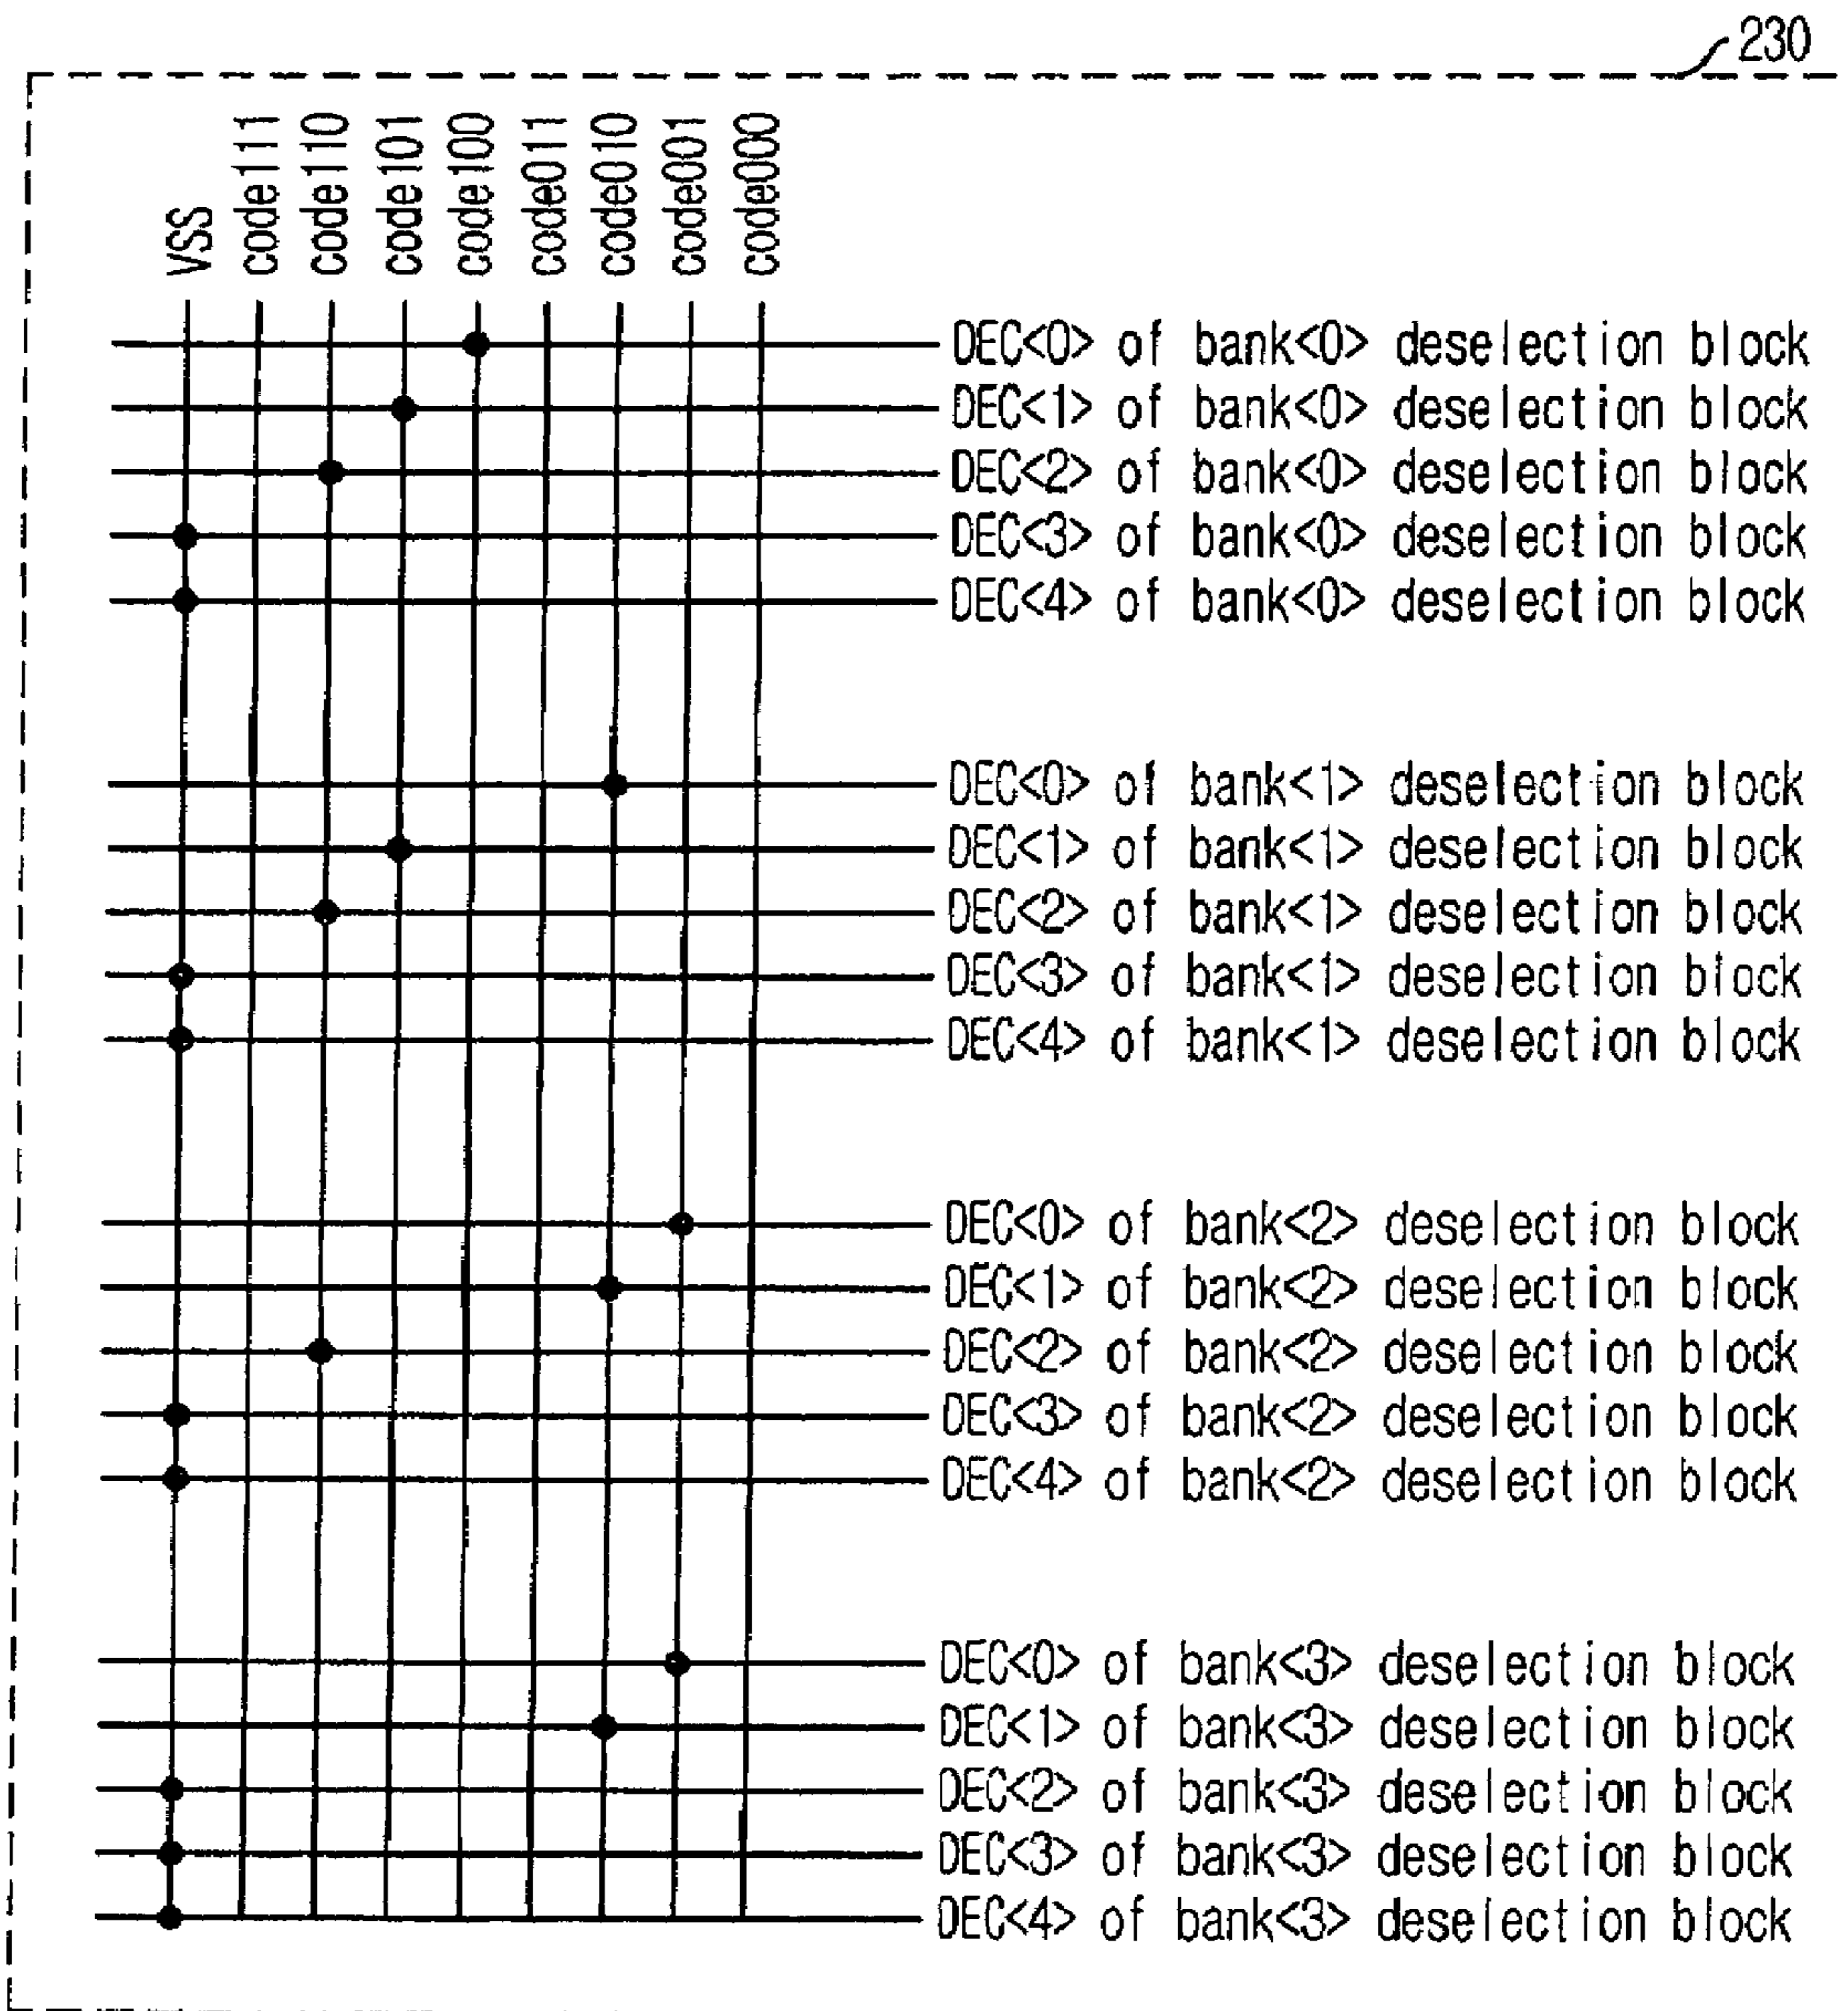 230
VSS
code111
code110
code101
code100
code011
code010
code001
code000
DEC<0> of bank<0> deselection block
DEC<1> of bank<0> deselection block
DEC<2> of bank<0> deselection block
DEC<3> of bank<0> deselection block
DEC<4> of bank<0> deselection block
DEC<0> of bank<1> deselection block
DEC<1> of bank<1> deselection block
DEC<2> of bank<1> deselection block
DEC<3> of bank<1> deselection block
DEC<4> of bank<1> deselection block
DEC<0> of bank<2> deselection block
DEC<1> of bank<2> deselection block
DEC<2> of bank<2> deselection block
DEC<3> of bank<2> deselection block
DEC<4> of bank<2> deselection block
DEC<0> of bank<3> deselection block
DEC<1> of bank<3> deselection block
DEC<2> of bank<3> deselection block
DEC<3> of bank<3> deselection block
DEC<4> of bank<3> deselection block